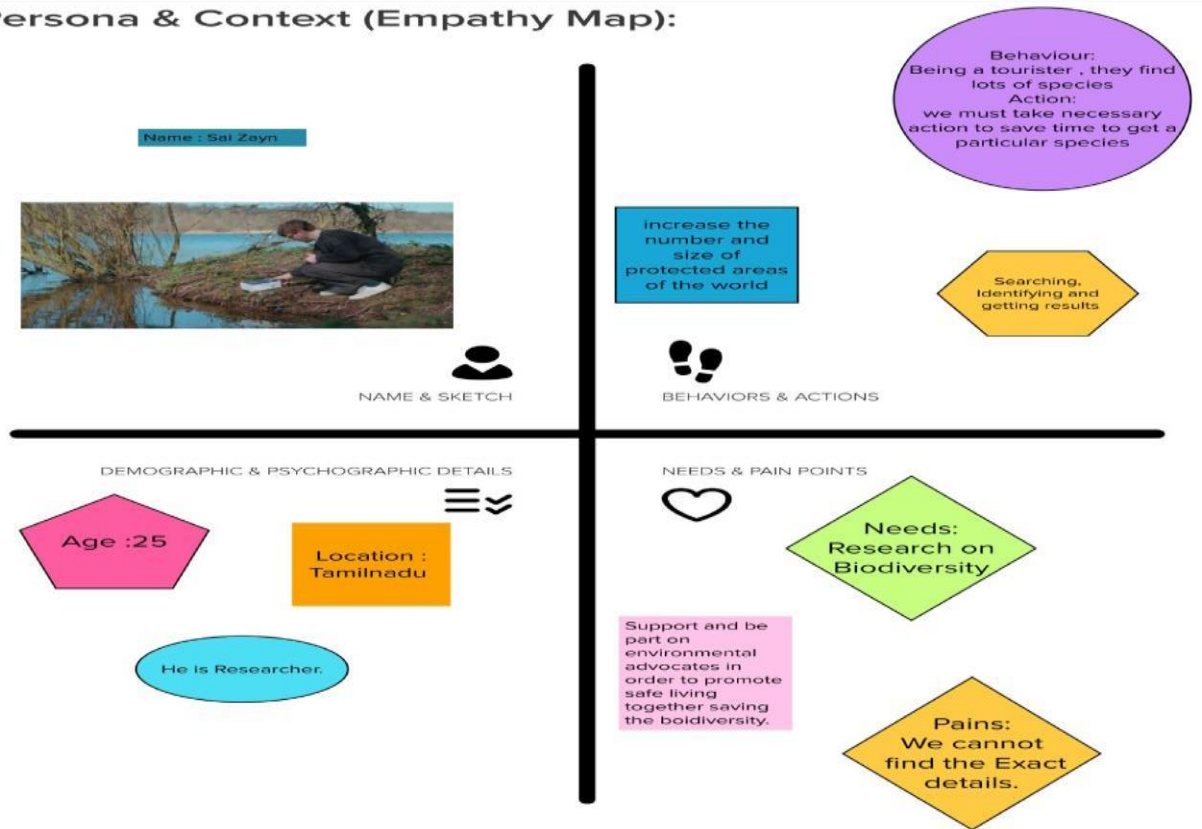 Persona & Context (Empathy Map):
Name : Sai Zayn
NAME & SKETCH
Behaviour:
Being a tourister , they find
lots of species
Action:
we must take necessary
action to save time to get a
particular species
increase the
number and
size of
protected areas
of the world
Searching,
Identifying and
getting results
BEHAVIORS & ACTIONS
DEMOGRAPHIC & PSYCHOGRAPHIC DETAILS
Age :25
Location :
Tamilnadu
He is Researcher.
NEEDS & PAIN POINTS
Needs:
Research on
Biodiversity
Support and be
part on
environmental
advocates in
order to promote
safe living
together saving
the boidiversity.
Pains:
We cannot
find the Exact
details.